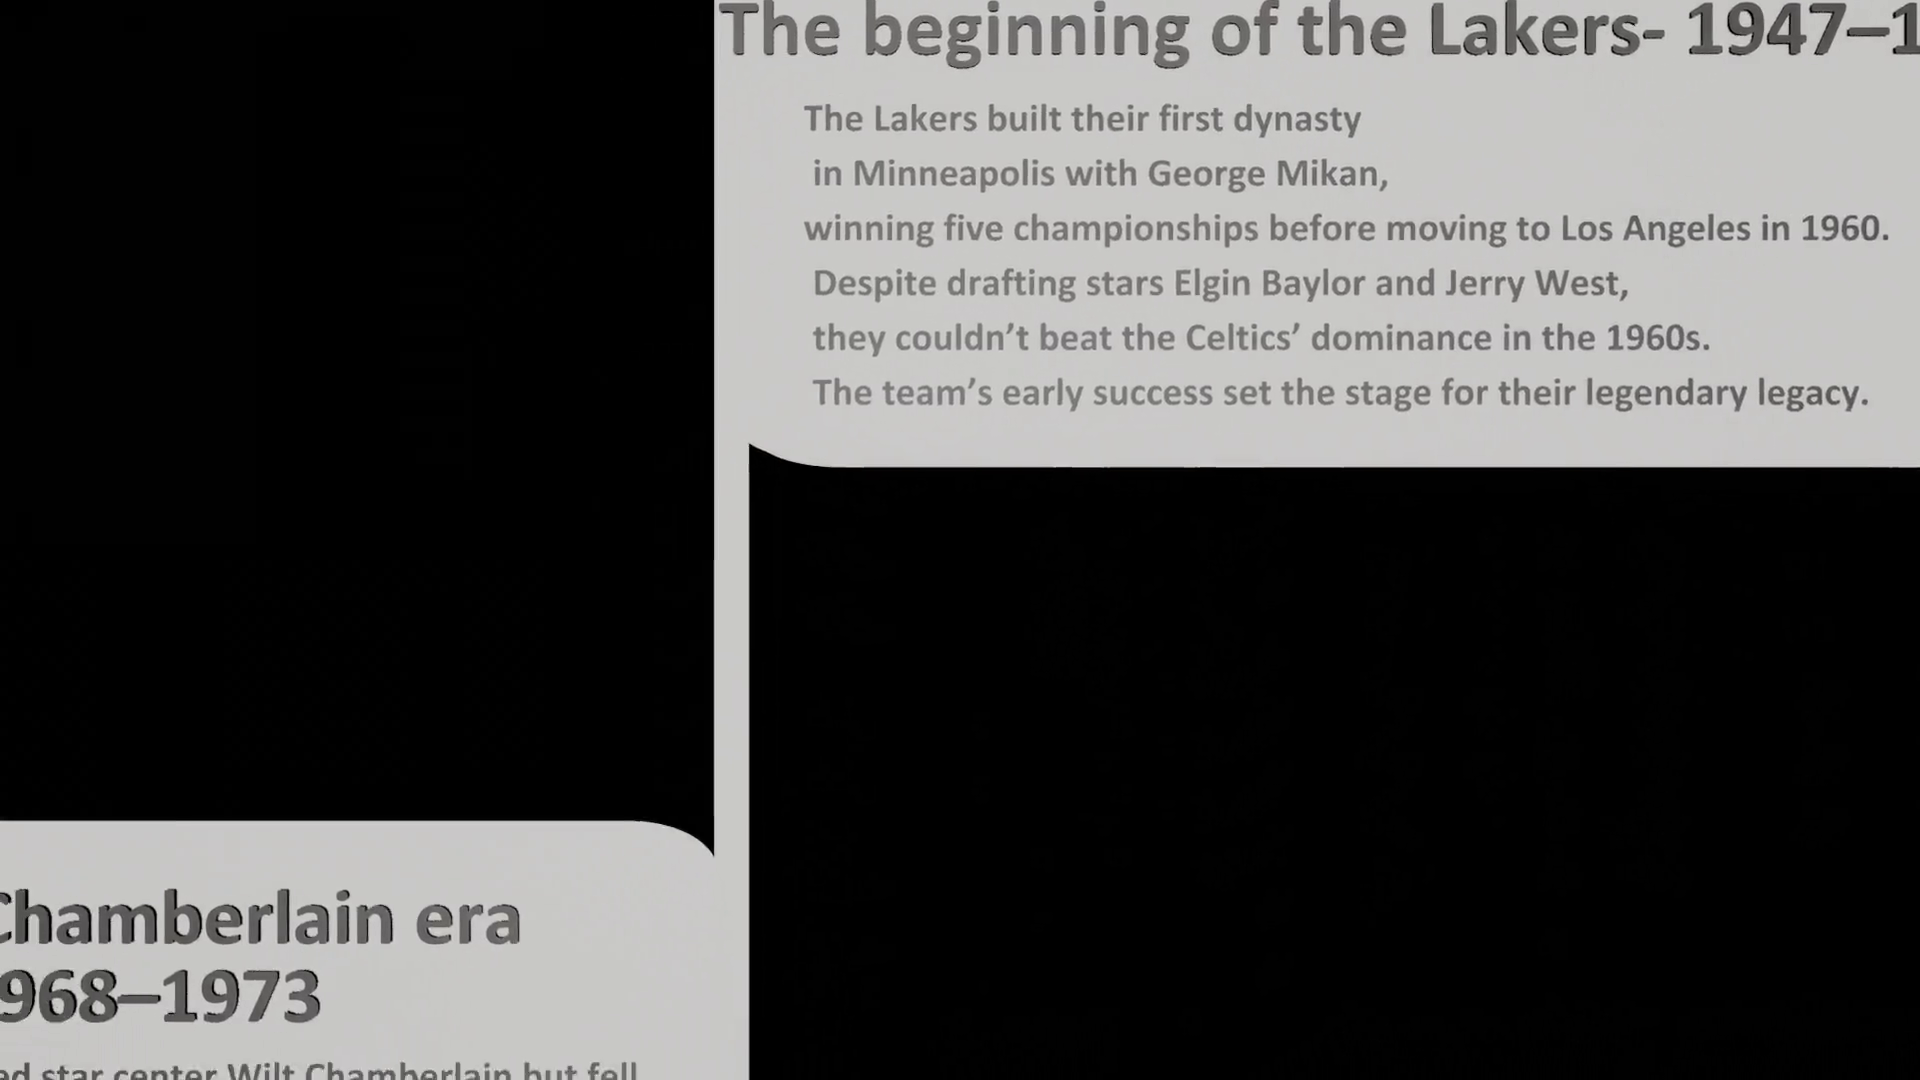 The beginning of the Lakers- 1947–1
The Lakers built their first dynasty
in Minneapolis with George Mikan,
winning five championships before moving to Los Angeles in 1960.
Despite drafting stars Elgin Baylor and Jerry West,
they couldn’t beat the Celtics’ dominance in the 1960s.
The team’s early success set the stage for their legendary legacy.
Chamberlain era
968–1973
star center Wilt Chamberlain but fell